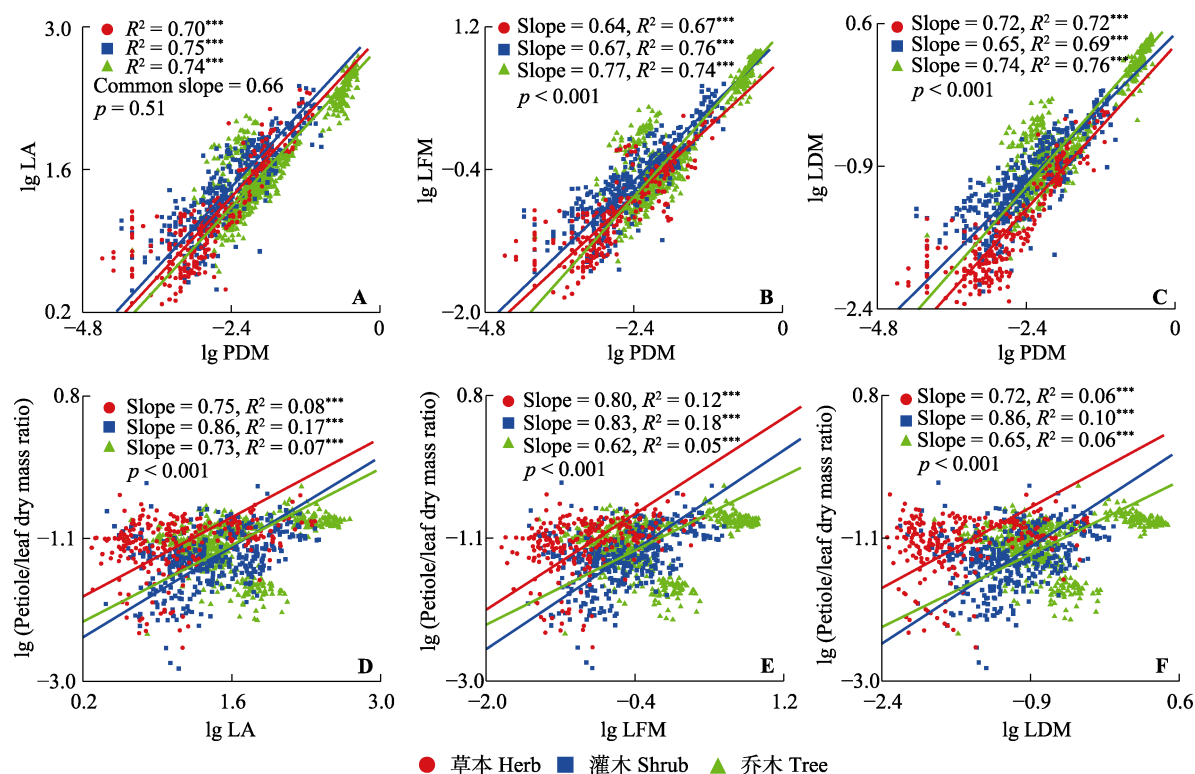 3.0
1.6
0.2
lg LA
R² = 0.70***
R² = 0.75***
R² = 0.74***
Common slope = 0.66
p = 0.51
A
−4.8
−2.4
0
lg PDM
1.2
−0.4
−2.0
lg LFM
Slope = 0.64, R² = 0.67***
Slope = 0.67, R² = 0.76***
Slope = 0.77, R² = 0.74***
p < 0.001
B
−4.8
−2.4
0
lg PDM
0.6
−0.9
−2.4
lg LDM
Slope = 0.72, R² = 0.72***
Slope = 0.65, R² = 0.69***
Slope = 0.74, R² = 0.76***
p < 0.001
C
−4.8
−2.4
0
lg PDM
0.8
−1.1
−3.0
lg (Petiole/leaf dry mass ratio)
Slope = 0.75, R² = 0.08***
Slope = 0.86, R² = 0.17***
Slope = 0.73, R² = 0.07***
p < 0.001
D
0.2
1.6
3.0
lg LA
0.8
−1.1
−3.0
lg (Petiole/leaf dry mass ratio)
Slope = 0.80, R² = 0.12***
Slope = 0.83, R² = 0.18***
Slope = 0.62, R² = 0.05***
p < 0.001
E
−2.0
−0.4
1.2
lg LFM
0.8
−1.1
−3.0
lg (Petiole/leaf dry mass ratio)
Slope = 0.72, R² = 0.06***
Slope = 0.86, R² = 0.10***
Slope = 0.65, R² = 0.06***
p < 0.001
F
−2.4
−0.9
0.6
lg LDM
草本 Herb 灌木 Shrub 乔木 Tree